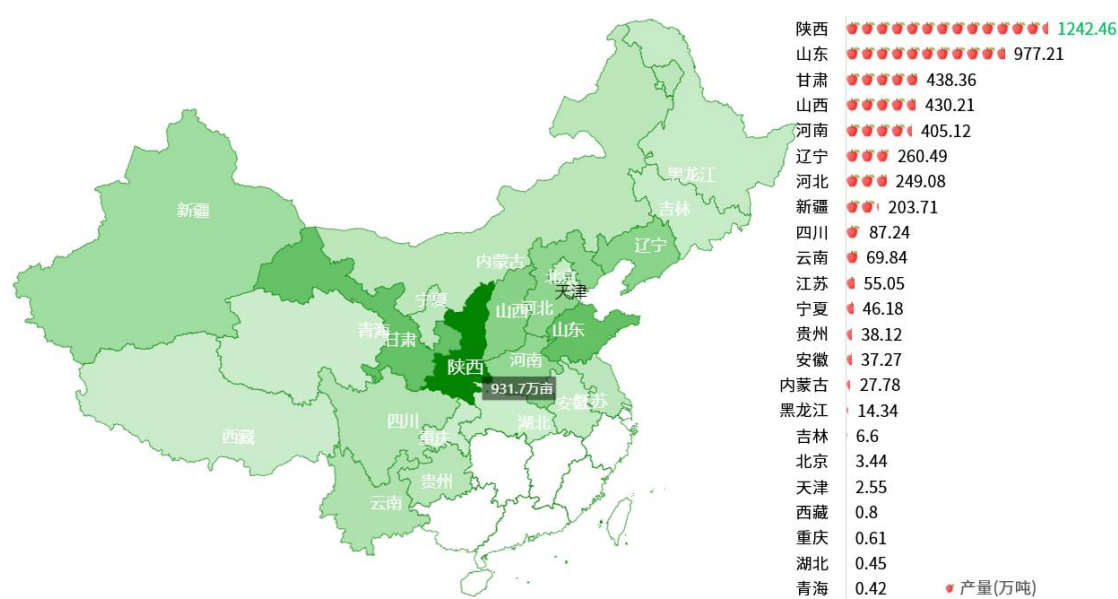 黑龙江
吉林
新疆
辽宁
内蒙古
北京
天津
宁夏
山西
河北
青海
甘肃
山东
河南
陕西
931.7万亩
安徽
江苏
四川
湖北
重庆
西藏
贵州
云南
陕西 1242.46
山东 977.21
甘肃 438.36
山西 430.21
河南 405.12
辽宁 260.49
河北 249.08
新疆 203.71
四川 87.24
云南 69.84
江苏 55.05
宁夏 46.18
贵州 38.12
安徽 37.27
内蒙古 27.78
黑龙江 14.34
吉林 6.6
北京 3.44
天津 2.55
西藏 0.8
重庆 0.61
湖北 0.45
青海 0.42
产量(万吨)